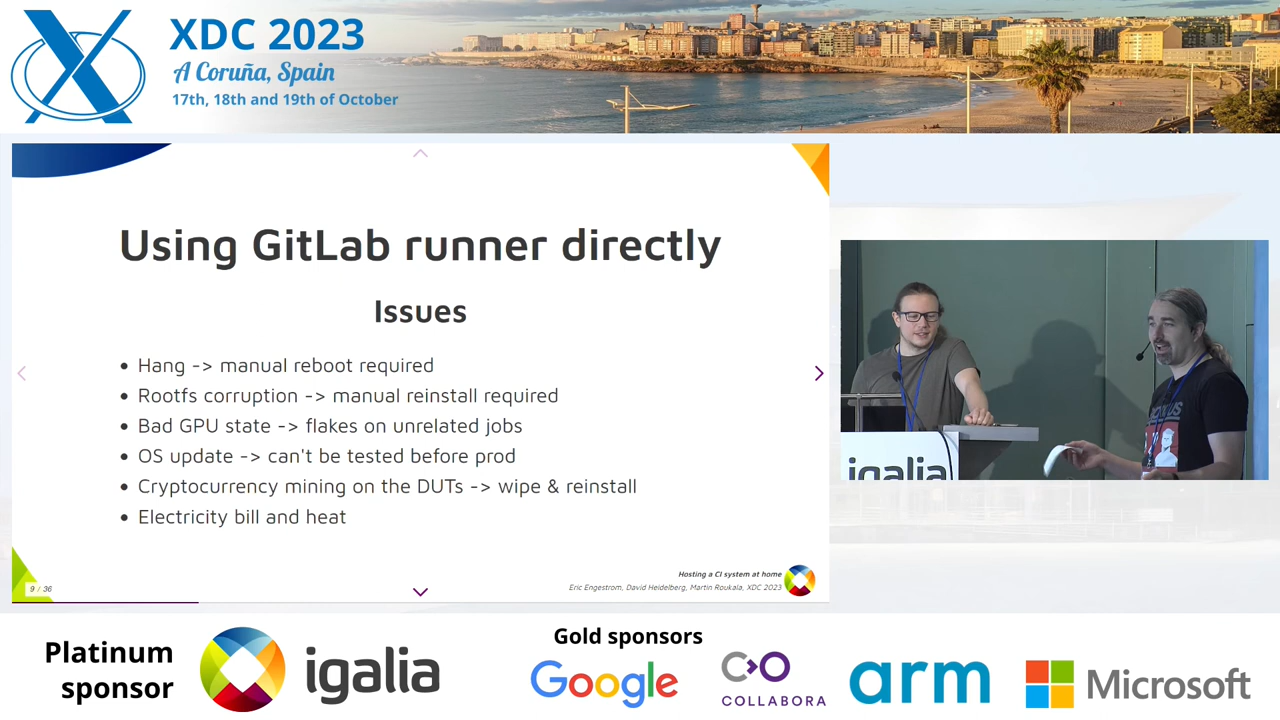 XDC 2023
A Coruña, Spain
17th, 18th and 19th of October
Using GitLab runner directly
Issues
• Hang -> manual reboot required
• Rootfs corruption -> manual reinstall required
• Bad GPU state -> flakes on unrelated jobs
• OS update -> can't be tested before prod
• Cryptocurrency mining on the DUTs -> wipe & reinstall
• Electricity bill and heat
9 / 36
Hosting a CI system at home
Eric Engestrom, David Heidelberg, Martin Roukala, XDC 2023
igalia
Platinum
sponsor
igalia
Gold sponsors
Google
COLLABORA
arm
Microsoft